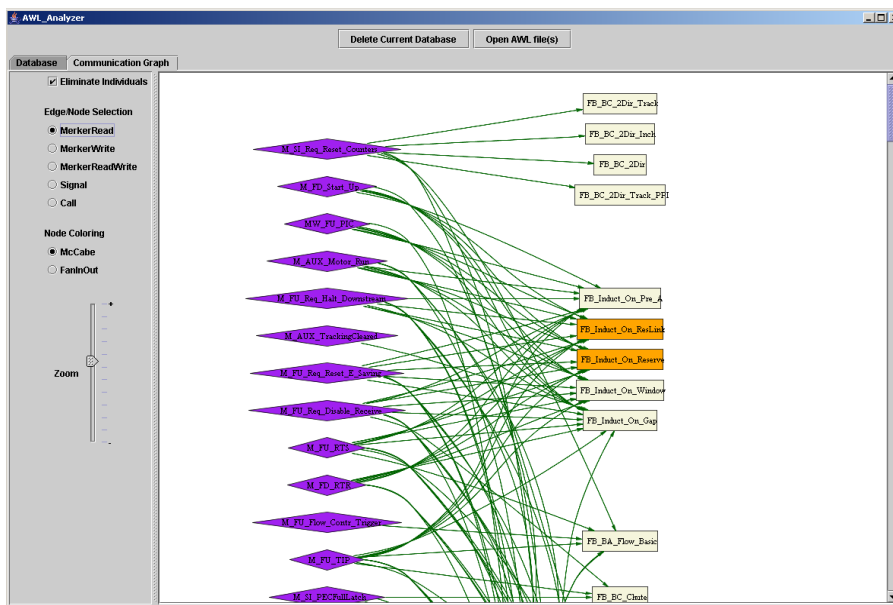 AWL_Analyzer
Delete Current Database
Open AWL file(s)
Database
Communication Graph
Eliminate Individuals
Edge/Node Selection
MerkerRead
MerkerWrite
MerkerReadWrite
Signal
Call
Node Coloring
McCabe
FanInOut
Zoom
+
-
M_SI_Req_Reset_Counters
M_FD_Start_Up
MW_FU_PIC
M_AUX_Motor_Run
M_FU_Req_Halt_Downstream
M_AUX_TrackingCleared
M_FU_Req_Reset_E_Saving
M_FU_Req_Disable_Receive
M_FU_RTS
M_FD_RTR
M_FU_Flow_Contr_Trigger
M_FU_TIP
M_SI_PECFullLatch
FB_BC_2Dir_Track
FB_BC_2Dir_Inch
FB_BC_2Dir
FB_BC_2Dir_Track_PPI
FB_Induct_On_Pre_A
FB_Induct_On_ResLink
FB_Induct_On_Reserve
FB_Induct_On_Window
FB_Induct_On_Gap
FB_BA_Flow_Basic
FB_BC_Chute